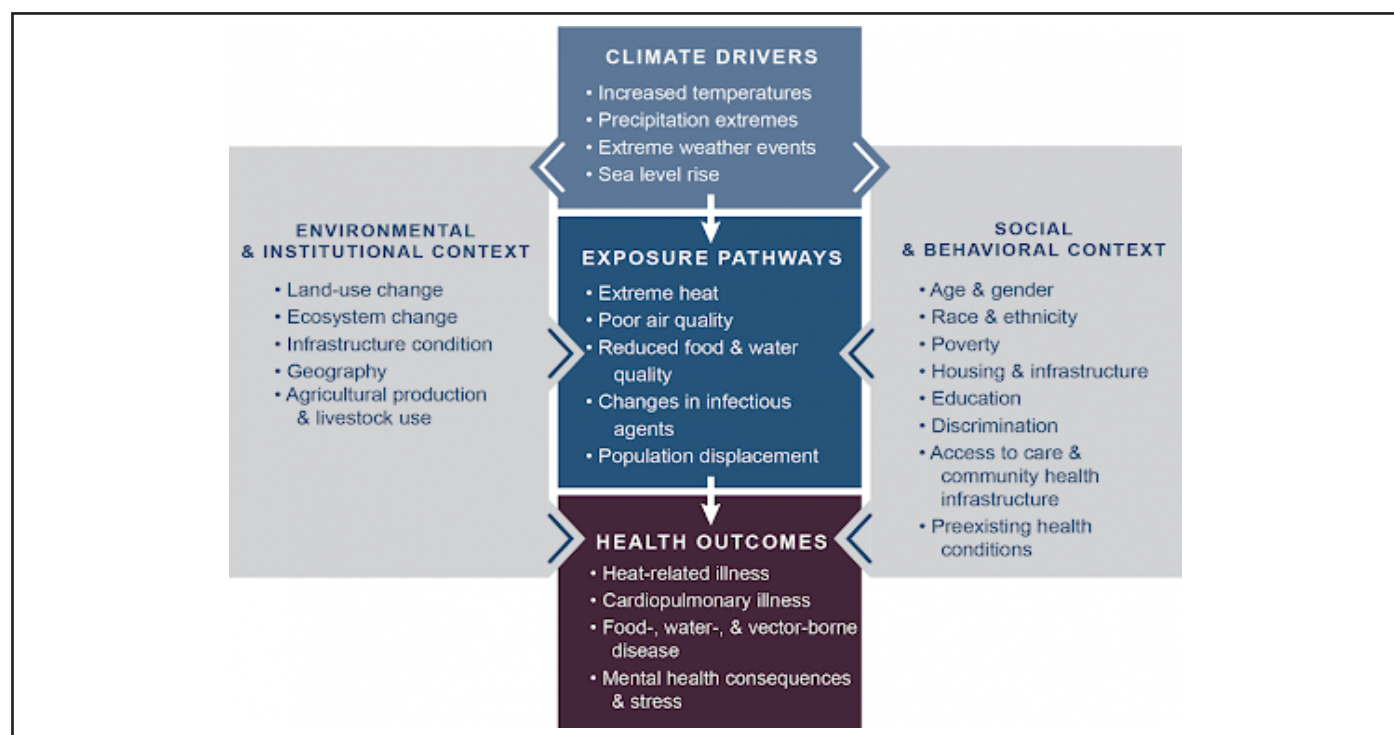 CLIMATE DRIVERS
• Increased temperatures
• Precipitation extremes
• Extreme weather events
• Sea level rise
ENVIRONMENTAL
& INSTITUTIONAL CONTEXT
• Land-use change
• Ecosystem change
• Infrastructure condition
• Geography
• Agricultural production
& livestock use
EXPOSURE PATHWAYS
• Extreme heat
• Poor air quality
• Reduced food & water
quality
• Changes in infectious
agents
• Population displacement
SOCIAL
& BEHAVIORAL CONTEXT
• Age & gender
• Race & ethnicity
• Poverty
• Housing & infrastructure
• Education
• Discrimination
• Access to care &
community health
infrastructure
• Preexisting health
conditions
HEALTH OUTCOMES
• Heat-related illness
• Cardiopulmonary illness
• Food-, water-, & vector-borne
disease
• Mental health consequences
& stress